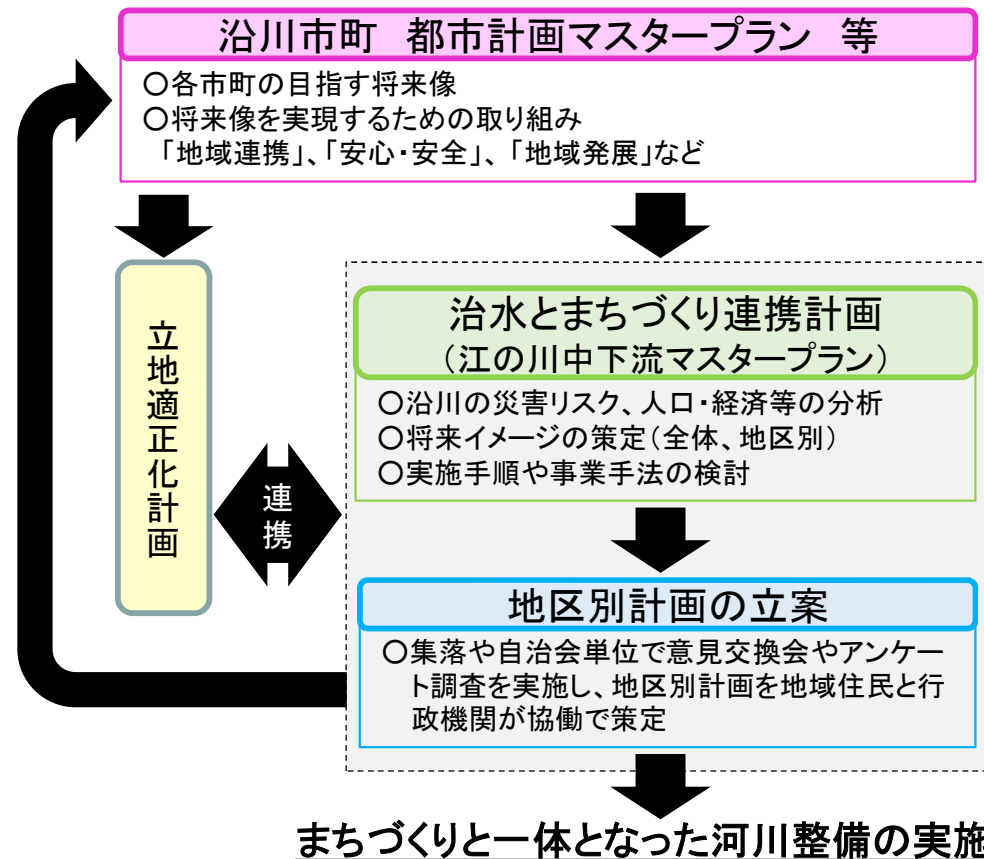 沿川市町　都市計画マスタープラン　等
○各市町の目指す将来像
○将来像を実現するための取り組み
「地域連携」、「安心・安全」、「地域発展」など
立地適正化計画
連携
治水とまちづくり連携計画
（江の川中下流マスタープラン）
○沿川の災害リスク、人口・経済等の分析
○将来イメージの策定（全体、地区別）
○実施手順や事業手法の検討
地区別計画の立案
○集落や自治会単位で意見交換会やアンケー
ト調査を実施し、地区別計画を地域住民と行
政機関が協働で策定
まちづくりと一体となった河川整備の実施